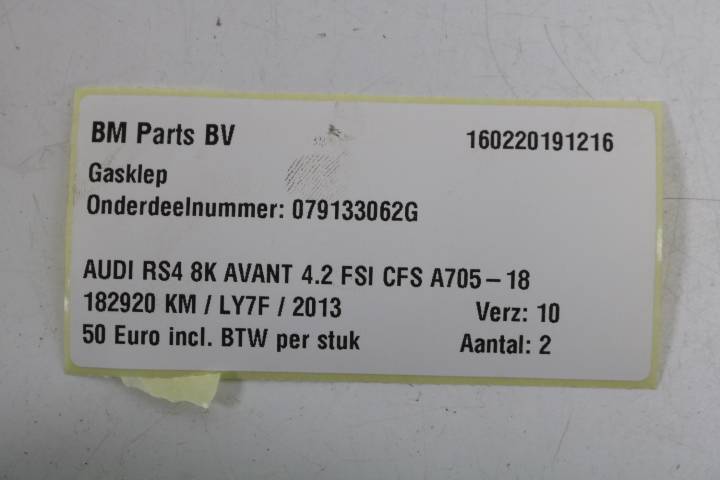 BM Parts BV 160220191216
Gasklep
Onderdeelnummer: 079133062G
AUDI RS4 8K AVANT 4.2 FSI CFS A705-18
182920 KM / LY7F / 2013 Verz: 10
50 Euro incl. BTW per stuk Aantal: 2